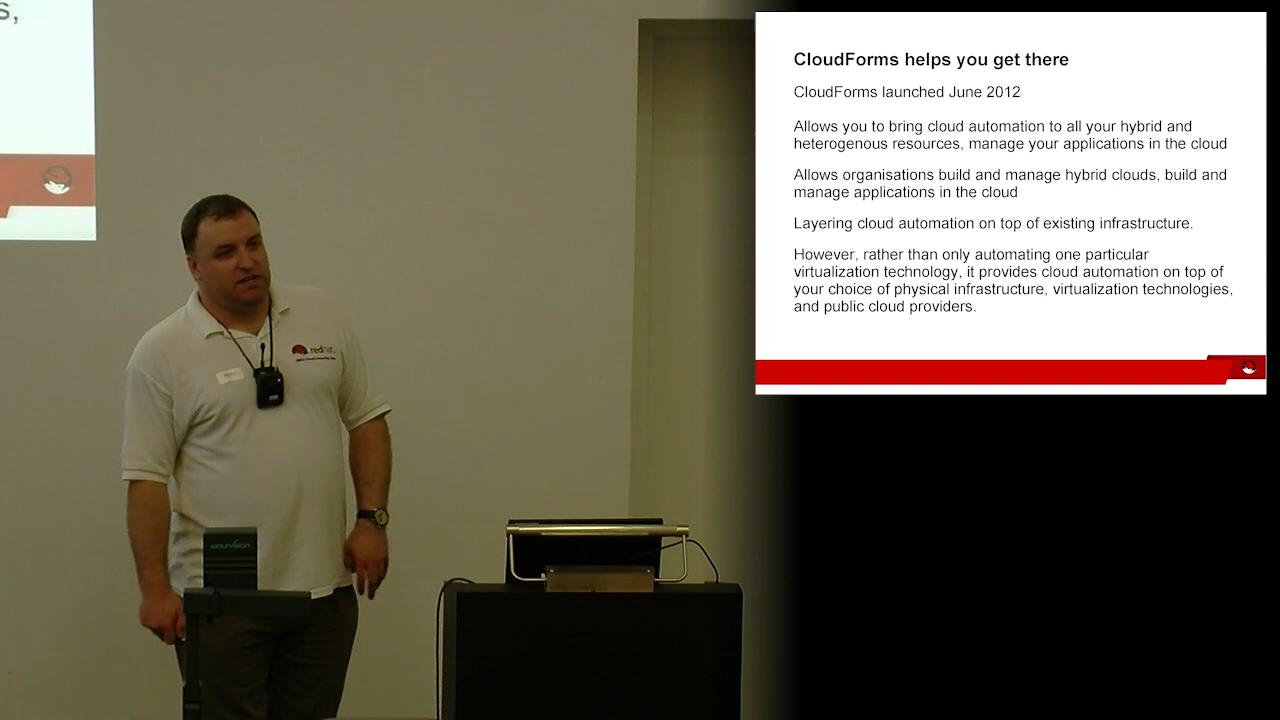 s,
CloudForms helps you get there
CloudForms launched June 2012
Allows you to bring cloud automation to all your hybrid and
heterogenous resources, manage your applications in the cloud
Allows organisations build and manage hybrid clouds, build and
manage applications in the cloud
Layering cloud automation on top of existing infrastructure.
However, rather than only automating one particular
virtualization technology, it provides cloud automation on top of
your choice of physical infrastructure, virtualization technologies,
and public cloud providers.
redhat.
wolfvision